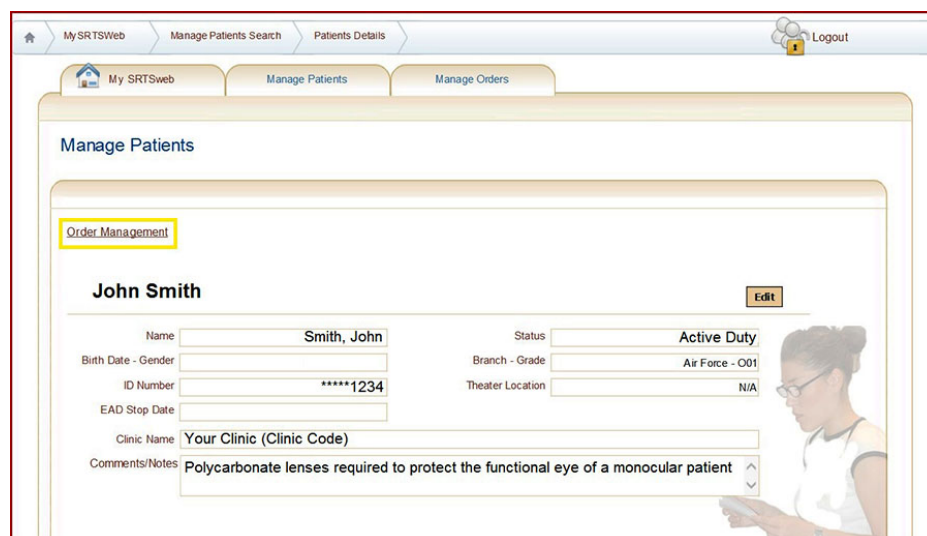 MySRTSWeb Manage Patients Search Patients Details Logout
My SRTSweb Manage Patients Manage Orders
Manage Patients
Order Management
John Smith
Edit
Name Smith, John Status Active Duty
Birth Date - Gender Branch - Grade Air Force - O01
ID Number *****1234 Theater Location N/A
EAD Stop Date
Clinic Name Your Clinic (Clinic Code)
Comments/Notes Polycarbonate lenses required to protect the functional eye of a monocular patient